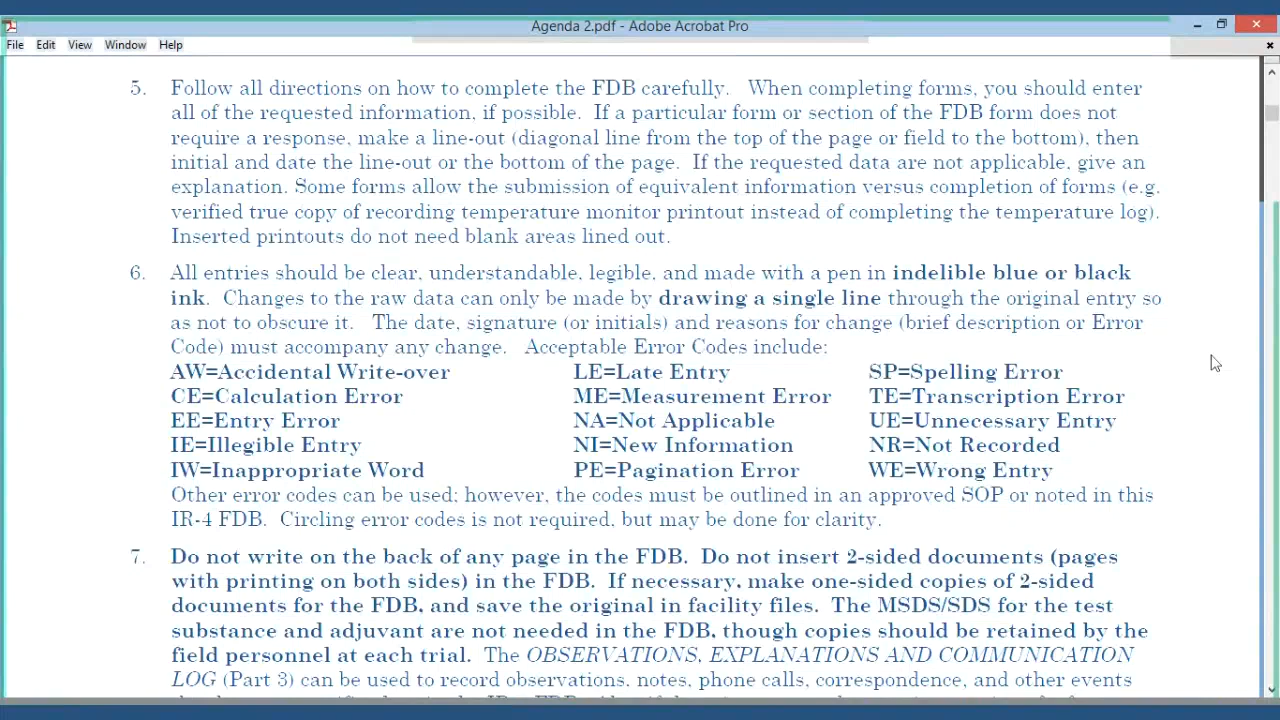 Agenda 2.pdf - Adobe Acrobat Pro
File Edit View Window Help
5. Follow all directions on how to complete the FDB carefully. When completing forms, you should enter
all of the requested information, if possible. If a particular form or section of the FDB form does not
require a response, make a line-out (diagonal line from the top of the page or field to the bottom), then
initial and date the line-out or the bottom of the page. If the requested data are not applicable, give an
explanation. Some forms allow the submission of equivalent information versus completion of forms (e.g.
verified true copy of recording temperature monitor printout instead of completing the temperature log).
Inserted printouts do not need blank areas lined out.
6. All entries should be clear, understandable, legible, and made with a pen in indelible blue or black
ink. Changes to the raw data can only be made by drawing a single line through the original entry so
as not to obscure it. The date, signature (or initials) and reasons for change (brief description or Error
Code) must accompany any change. Acceptable Error Codes include:
AW=Accidental Write-over LE=Late Entry SP=Spelling Error
CE=Calculation Error ME=Measurement Error TE=Transcription Error
EE=Entry Error NA=Not Applicable UE=Unnecessary Entry
IE=Illegible Entry NI=New Information NR=Not Recorded
IW=Inappropriate Word PE=Pagination Error WE=Wrong Entry
Other error codes can be used; however, the codes must be outlined in an approved SOP or noted in this
IR-4 FDB. Circling error codes is not required, but may be done for clarity.
7. Do not write on the back of any page in the FDB. Do not insert 2-sided documents (pages
with printing on both sides) in the FDB. If necessary, make one-sided copies of 2-sided
documents for the FDB, and save the original in facility files. The MSDS/SDS for the test
substance and adjuvant are not needed in the FDB, though copies should be retained by the
field personnel at each trial. The OBSERVATIONS, EXPLANATIONS AND COMMUNICATION
LOG (Part 3) can be used to record observations, notes, phone calls, correspondence, and other events